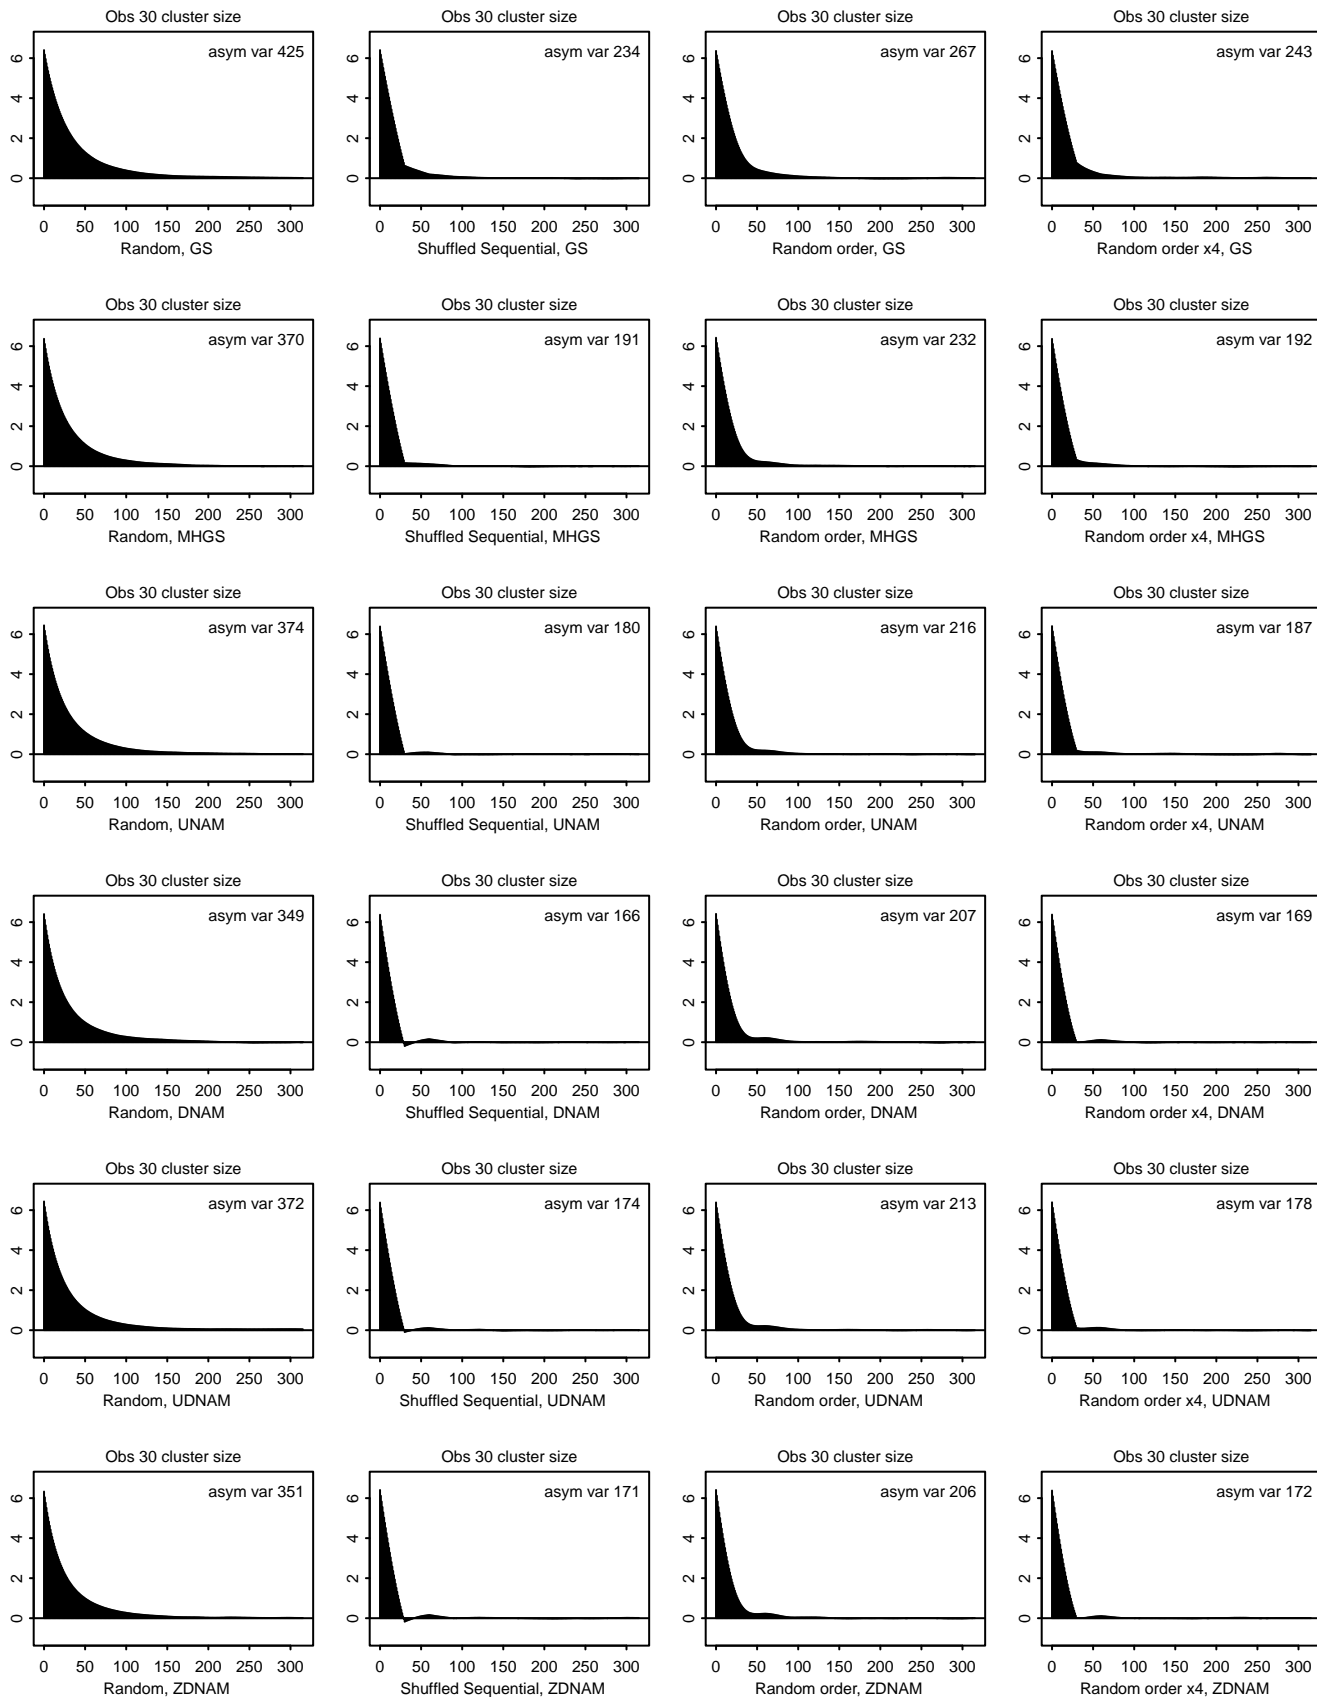 Obs 30 cluster size Obs 30 cluster size Obs 30 cluster size Obs 30 cluster size
asym var 425 asym var 234 asym var 267 asym var 243
6 6 6 6
4 4 4 4
2 2 2 2
0 0 0 0
0 50 100 150 200 250 300 0 50 100 150 200 250 300 0 50 100 150 200 250 300 0 50 100 150 200 250 300
Random, GS Shuffled Sequential, GS Random order, GS Random order x4, GS
Obs 30 cluster size Obs 30 cluster size Obs 30 cluster size Obs 30 cluster size
asym var 370 asym var 191 asym var 232 asym var 192
6 6 6 6
4 4 4 4
2 2 2 2
0 0 0 0
0 50 100 150 200 250 300 0 50 100 150 200 250 300 0 50 100 150 200 250 300 0 50 100 150 200 250 300
Random, MHGS Shuffled Sequential, MHGS Random order, MHGS Random order x4, MHGS
Obs 30 cluster size Obs 30 cluster size Obs 30 cluster size Obs 30 cluster size
asym var 374 asym var 180 asym var 216 asym var 187
6 6 6 6
4 4 4 4
2 2 2 2
0 0 0 0
0 50 100 150 200 250 300 0 50 100 150 200 250 300 0 50 100 150 200 250 300 0 50 100 150 200 250 300
Random, UNAM Shuffled Sequential, UNAM Random order, UNAM Random order x4, UNAM
Obs 30 cluster size Obs 30 cluster size Obs 30 cluster size Obs 30 cluster size
asym var 349 asym var 166 asym var 207 asym var 169
6 6 6 6
4 4 4 4
2 2 2 2
0 0 0 0
0 50 100 150 200 250 300 0 50 100 150 200 250 300 0 50 100 150 200 250 300 0 50 100 150 200 250 300
Random, DNAM Shuffled Sequential, DNAM Random order, DNAM Random order x4, DNAM
Obs 30 cluster size Obs 30 cluster size Obs 30 cluster size Obs 30 cluster size
asym var 372 asym var 174 asym var 213 asym var 178
6 6 6 6
4 4 4 4
2 2 2 2
0 0 0 0
0 50 100 150 200 250 300 0 50 100 150 200 250 300 0 50 100 150 200 250 300 0 50 100 150 200 250 300
Random, UDNAM Shuffled Sequential, UDNAM Random order, UDNAM Random order x4, UDNAM
Obs 30 cluster size Obs 30 cluster size Obs 30 cluster size Obs 30 cluster size
asym var 351 asym var 171 asym var 206 asym var 172
6 6 6 6
4 4 4 4
2 2 2 2
0 0 0 0
0 50 100 150 200 250 300 0 50 100 150 200 250 300 0 50 100 150 200 250 300 0 50 100 150 200 250 300
Random, ZDNAM Shuffled Sequential, ZDNAM Random order, ZDNAM Random order x4, ZDNAM